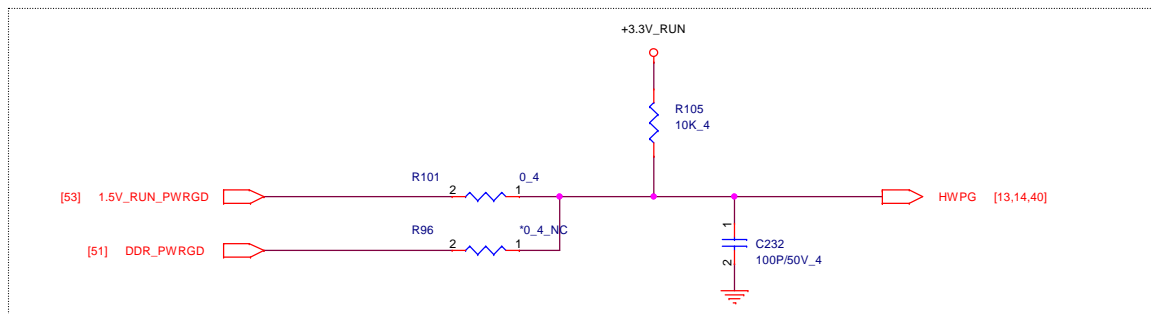 +3.3V_RUN
R105
10K_4
R101
0_4
2
1
[53] 1.5V_RUN_PWRGD
HWPG [13,14,40]
R96
*0_4_NC
2
1
[51] DDR_PWRGD
1
C232
100P/50V_4
2